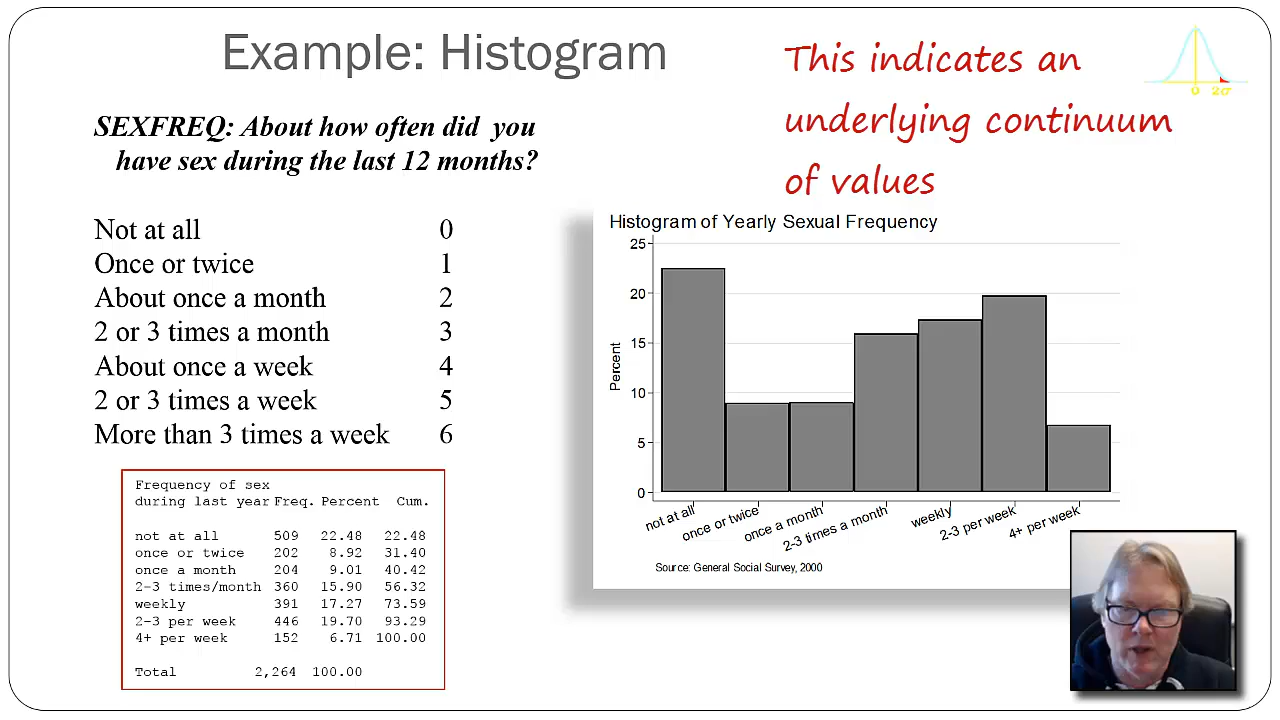 Example: Histogram
This indicates an
underlying continuum
of values
0 2σ
SEXFREQ: About how often did you
have sex during the last 12 months?
Not at all 0
Once or twice 1
About once a month 2
2 or 3 times a month 3
About once a week 4
2 or 3 times a week 5
More than 3 times a week 6
Frequency of sex
during last year Freq. Percent Cum.
not at all 509 22.48 22.48
once or twice 202 8.92 31.40
once a month 204 9.01 40.42
2-3 times/month 360 15.90 56.32
weekly 391 17.27 73.59
2-3 per week 446 19.70 93.29
4+ per week 152 6.71 100.00
Total 2,264 100.00
Histogram of Yearly Sexual Frequency
Percent
25
20
15
10
5
0
not at all
once or twice
once a month
2-3 times a month
weekly
2-3 per week
4+ per week
Source: General Social Survey, 2000